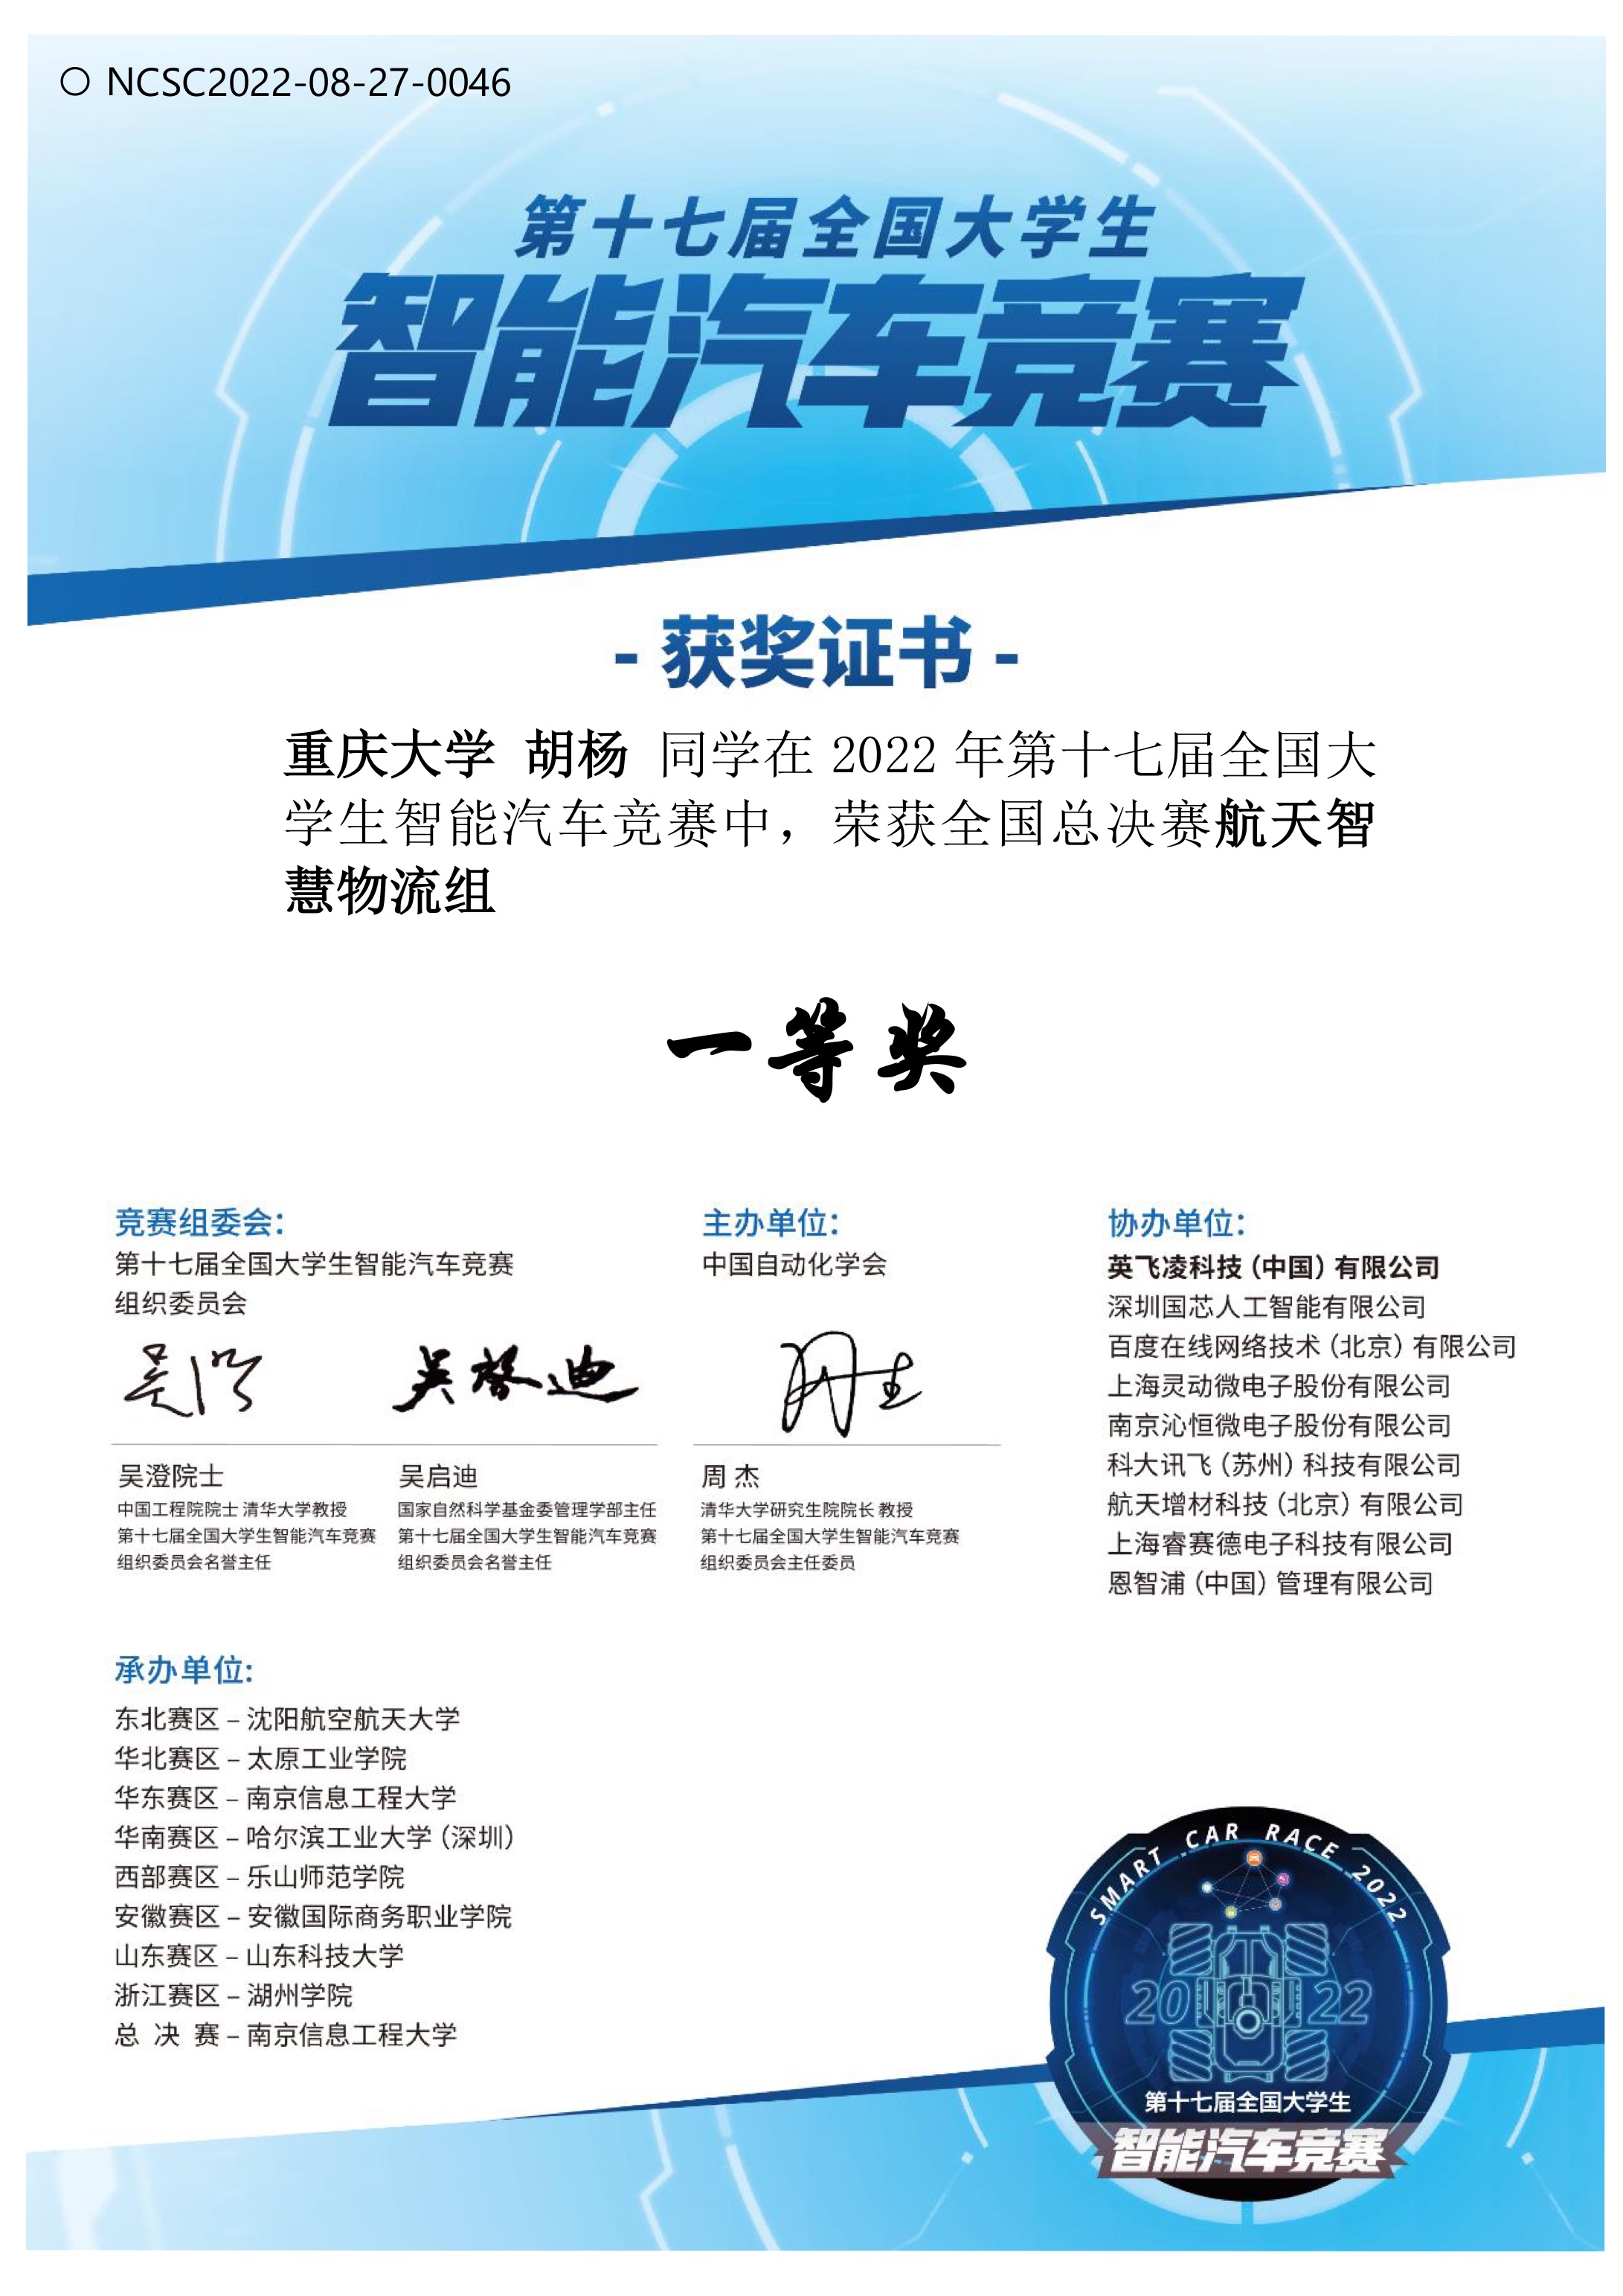 ○ NCSC2022-08-27-0046
第十七届全国大学生
智能汽车竞赛
- 获奖证书 -
重庆大学 胡杨 同学在 2022 年第十七届全国大
学生智能汽车竞赛中，荣获全国总决赛航天智
慧物流组
一等奖
竞赛组委会：
第十七届全国大学生智能汽车竞赛
组织委员会
吴澄 吴启迪
吴澄院士
中国工程院院士 清华大学教授
第十七届全国大学生智能汽车竞赛
组织委员会名誉主任
吴启迪
国家自然科学基金委管理学部主任
第十七届全国大学生智能汽车竞赛
组织委员会名誉主任
主办单位：
中国自动化学会
周 杰
清华大学研究生院院长 教授
第十七届全国大学生智能汽车竞赛
组织委员会主任委员
协办单位：
英飞凌科技（中国）有限公司
深圳国芯人工智能有限公司
百度在线网络技术（北京）有限公司
上海灵动微电子股份有限公司
南京沁恒微电子股份有限公司
科大讯飞（苏州）科技有限公司
航天增材科技（北京）有限公司
上海睿赛德电子科技有限公司
恩智浦（中国）管理有限公司
承办单位：
东北赛区 – 沈阳航空航天大学
华北赛区 – 太原工业学院
华东赛区 – 南京信息工程大学
华南赛区 – 哈尔滨工业大学（深圳）
西部赛区 – 乐山师范学院
安徽赛区 – 安徽国际商务职业学院
山东赛区 – 山东科技大学
浙江赛区 – 湖州学院
总 决 赛 – 南京信息工程大学
SMART CAR RACE 2022
20 22
第十七届全国大学生
智能汽车竞赛